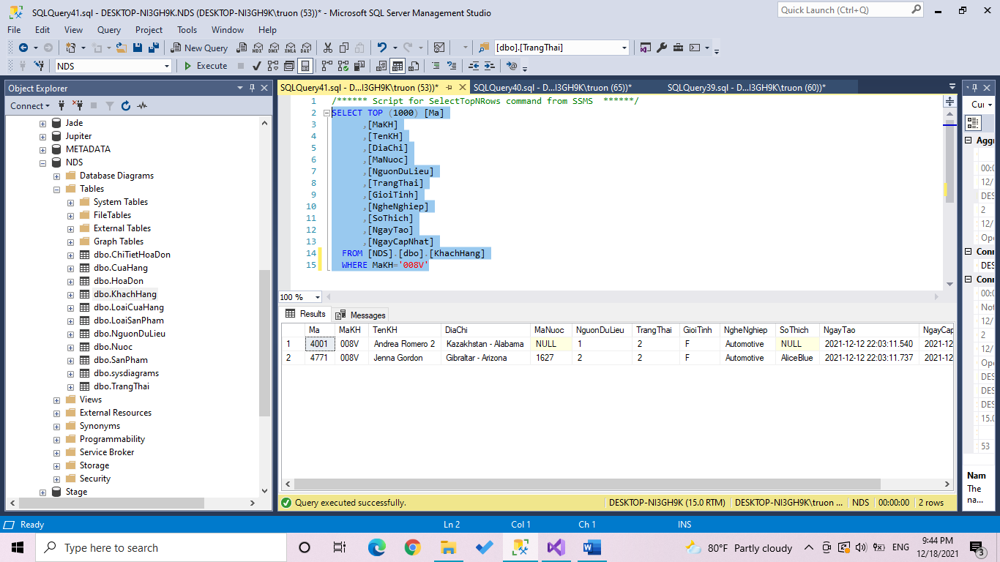 SQLQuery41.sql - DESKTOP-NI3GH9K.NDS (DESKTOP-NI3GH9K\truon (53))* - Microsoft SQL Server Management Studio
Quick Launch (Ctrl+Q)
File Edit View Query Project Tools Window Help
New Query
MDX DMX XMLA DAX
[dbo].[TrangThai]
NDS
Execute
Object Explorer
Connect
Jade
Jupiter
METADATA
NDS
Database Diagrams
Tables
System Tables
FileTables
External Tables
Graph Tables
dbo.ChiTietHoaDon
dbo.CuaHang
dbo.HoaDon
dbo.KhachHang
dbo.LoaiCuaHang
dbo.LoaiSanPham
dbo.NguonDuLieu
dbo.Nuoc
dbo.SanPham
dbo.sysdiagrams
dbo.TrangThai
Views
External Resources
Synonyms
Programmability
Service Broker
Storage
Security
Stage
SQLQuery41.sql - D...I3GH9K\truon (53))* SQLQuery40.sql - D...I3GH9K\truon (65))* SQLQuery39.sql - D...I3GH9K\truon (60))*
1 /****** Script for SelectTopNRows command from SSMS ******/
2 SELECT TOP (1000) [Ma]
3 ,[MaKH]
4 ,[TenKH]
5 ,[DiaChi]
6 ,[MaNuoc]
7 ,[NguonDuLieu]
8 ,[TrangThai]
9 ,[GioiTinh]
10 ,[NgheNghiep]
11 ,[SoThich]
12 ,[NgayTao]
13 ,[NgayCapNhat]
14 FROM [NDS].[dbo].[KhachHang]
15 WHERE MaKH='008V'
100 %
Results Messages
Ma MaKH TenKH DiaChi MaNuoc NguonDuLieu TrangThai GioiTinh NgheNghiep SoThich NgayTao NgayCap
1 4001 008V Andrea Romero 2 Kazakhstan - Alabama NULL 1 2 F Automotive NULL 2021-12-12 22:03:11.540 2021-12
2 4771 008V Jenna Gordon Gibraltar - Arizona 1627 2 2 F Automotive AliceBlue 2021-12-12 22:03:11.737 2021-12
Query executed successfully.
DESKTOP-NI3GH9K (15.0 RTM) DESKTOP-NI3GH9K\truon ... NDS 00:00:00 2 rows
Cur
Aggr
00:0
12/
DES
2
12/
Ope
Conn
DES
Conn
00:0
Not
12/
2
12/
Ope
DES
DES
DES
15.0
53
Nam
The
na...
Ready Ln 2 Col 1 Ch 1 INS
Type here to search
80°F Partly cloudy
ENG
9:44 PM
12/18/2021
3